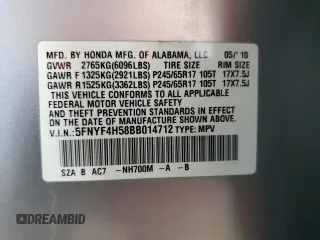 MFD. BY HONDA MFG. OF ALABAMA, LLC 05/10
GVWR 2765KG(6096LBS) TIRE SIZE RIM SIZE
GAWR F 1325KG(2921LBS) P245/65R17 105T 17X7.5J
GAWR R1525KG(3362LBS) P245/65R17 105T 17X7.5J
THIS VEHICLE CONFORMS TO ALL APPLICABLE FEDERAL MOTOR VEHICLE
SAFETY AND THEFT PREVENTION STANDARDS IN EFFECT ON THE DATE OF
MANUFACTURE SHOWN ABOVE.
V.I.N:5FNYF4H58BB014712 TYPE: MPV
SZA B AC7 -NH700M -A -B
DREAMBID